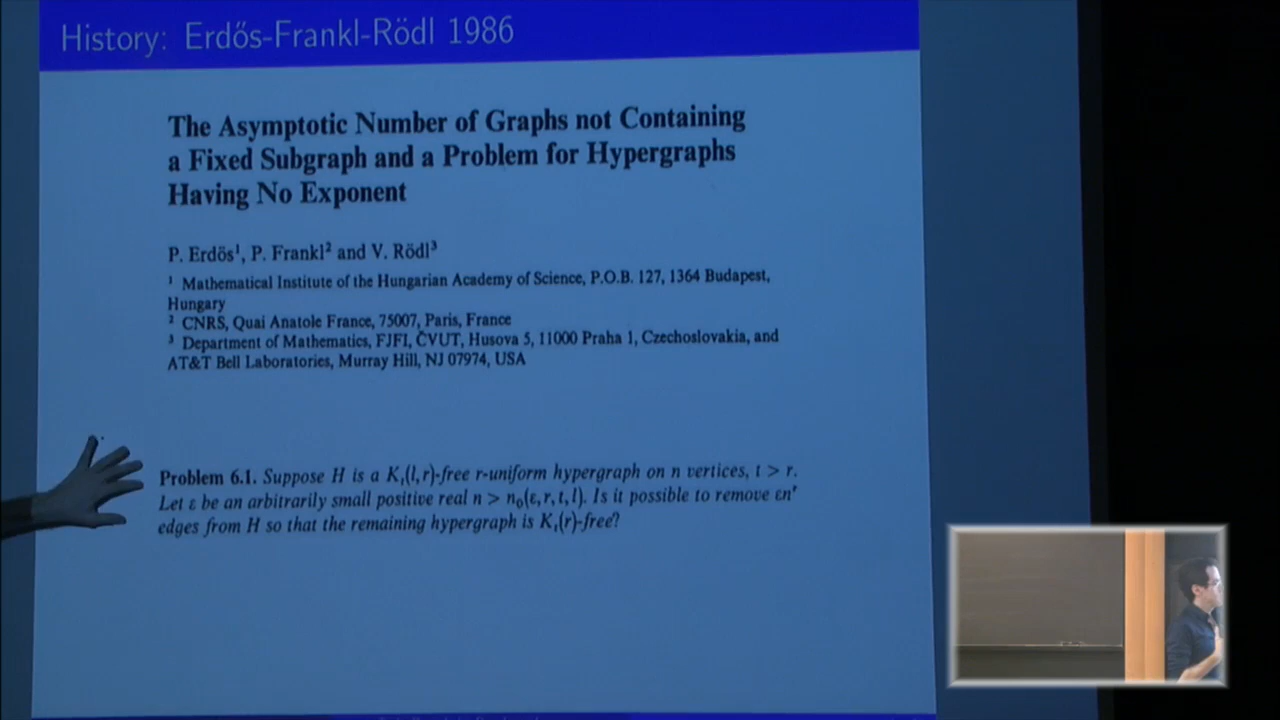 History: Erdős-Frankl-Rödl 1986
The Asymptotic Number of Graphs not Containing
a Fixed Subgraph and a Problem for Hypergraphs
Having No Exponent
P. Erdös¹, P. Frankl² and V. Rödl³
¹ Mathematical Institute of the Hungarian Academy of Science, P.O.B. 127, 1364 Budapest,
Hungary
² CNRS, Quai Anatole France, 75007, Paris, France
³ Department of Mathematics, FJFI, ČVUT, Husova 5, 11000 Praha 1, Czechoslovakia, and
AT&T Bell Laboratories, Murray Hill, NJ 07974, USA
Problem 6.1. Suppose H is a Kₜ(l,r)-free r-uniform hypergraph on n vertices, t > r.
Let ε be an arbitrarily small positive real n > n₀(ε, r, t, l). Is it possible to remove εnʳ
edges from H so that the remaining hypergraph is Kₜ(r)-free?